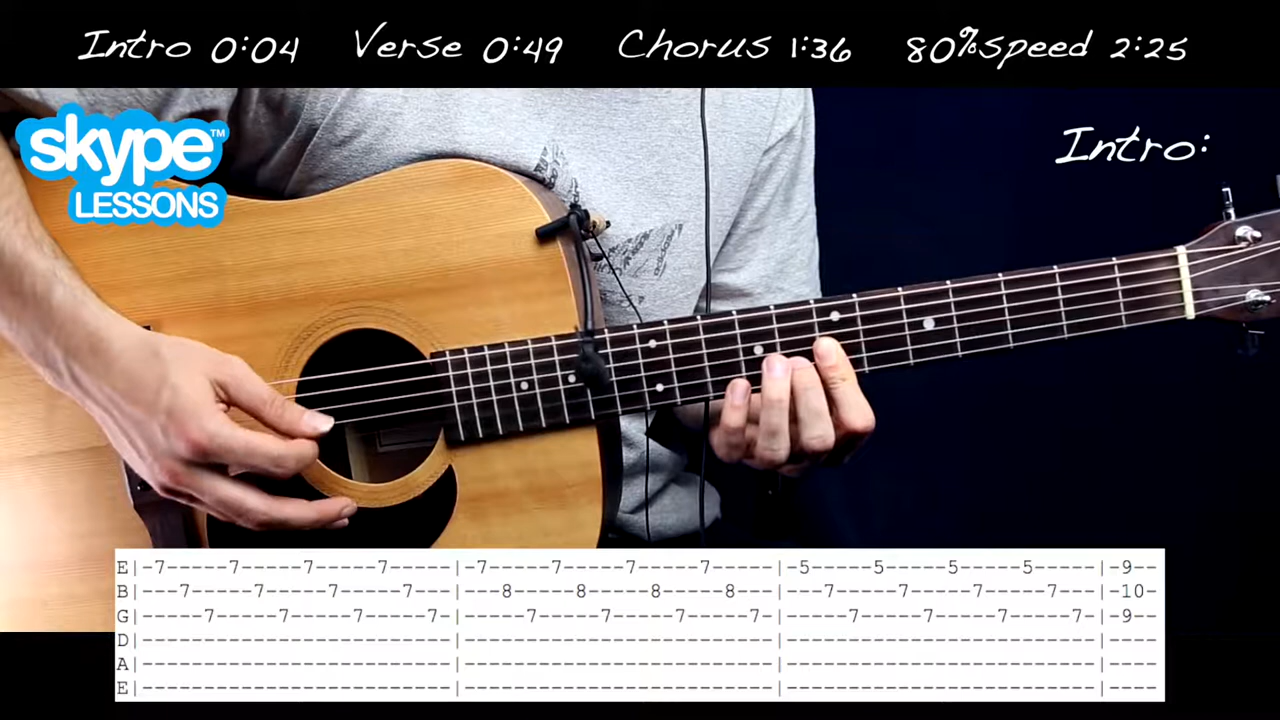 Intro 0:04 Verse 0:49 Chorus 1:36 80%speed 2:25
skype™
LESSONS
Intro:
E|-7-----7-----7-----7-----|-7-----7-----7-----7-----|-5-----5-----5-----5-----|-9--
B|---7-----7-----7-----7---|---8-----8-----8-----8---|---7-----7-----7-----7---|-10-
G|-----7-----7-----7-----7-|-----7-----7-----7-----7-|-----7-----7-----7-----7-|-9--
D|-------------------------|-------------------------|-------------------------|----
A|-------------------------|-------------------------|-------------------------|----
E|-------------------------|-------------------------|-------------------------|----